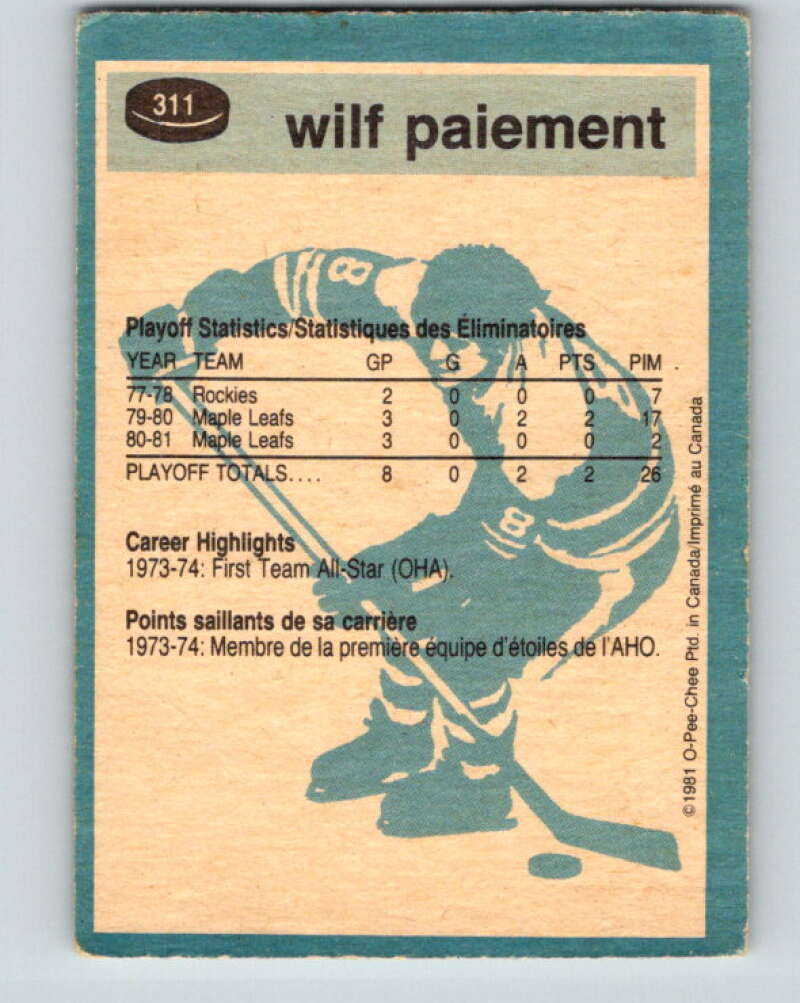 311
wilf paiement
8
Playoff Statistics/Statistiques des Éliminatoires
YEAR TEAM GP G A PTS PIM
77-78 Rockies 2 0 0 0 7
79-80 Maple Leafs 3 0 2 2 17
80-81 Maple Leafs 3 0 0 0 2
PLAYOFF TOTALS.... 8 0 2 2 26
8
Career Highlights
1973-74: First Team All-Star (OHA).
Points saillants de sa carrière
1973-74: Membre de la première équipe d'étoiles de l'AHO.
©1981 O-Pee-Chee Ptd. in Canada/Imprimé au Canada